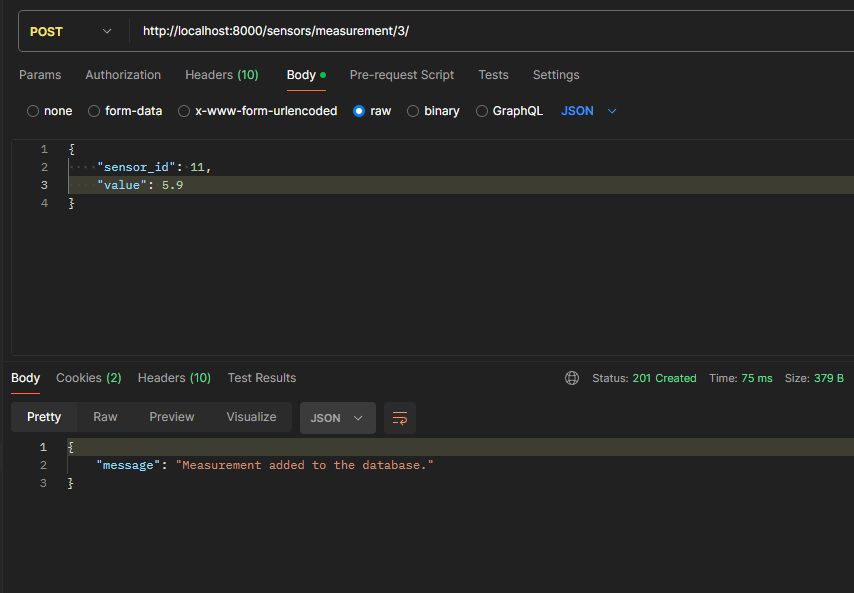 POST http://localhost:8000/sensors/measurement/3/
Params Authorization Headers (10) Body Pre-request Script Tests Settings
none form-data x-www-form-urlencoded raw binary GraphQL JSON
1 {
2 "sensor_id": 11,
3 "value": 5.9
4 }
Body Cookies (2) Headers (10) Test Results Status: 201 Created Time: 75 ms Size: 379 B
Pretty Raw Preview Visualize JSON
1 {
2 "message": "Measurement added to the database."
3 }